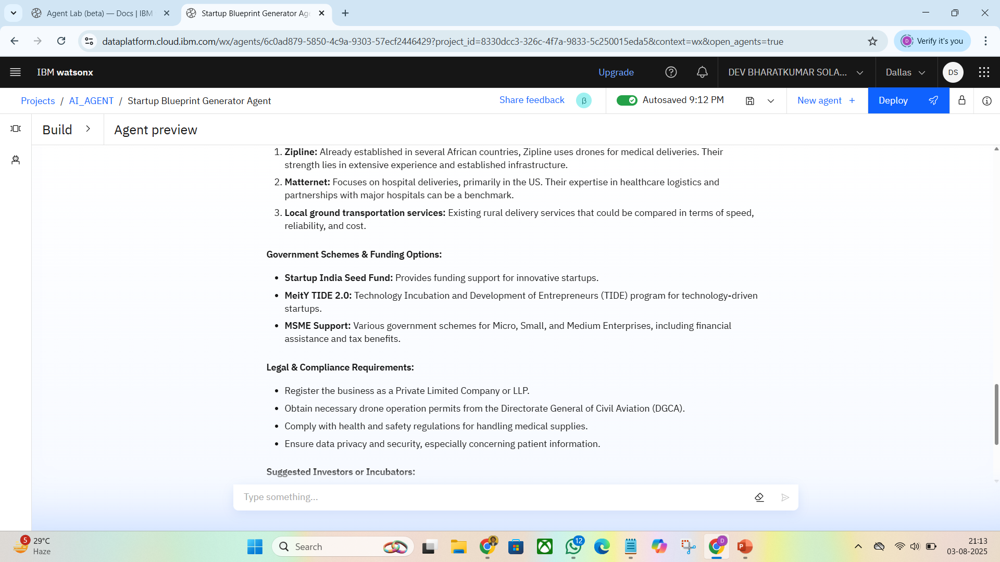 Agent Lab (beta) — Docs | IBM
Startup Blueprint Generator Age
dataplatform.cloud.ibm.com/wx/agents/6c0ad879-5850-4c9a-9303-57ecf2446429?project_id=8330dcc3-326c-4f7a-9833-5c250015eda5&context=wx&open_agents=true
D
Verify it's you
IBM watsonx
Upgrade
DEV BHARATKUMAR SOLA...
Dallas
DS
Projects / AI_AGENT / Startup Blueprint Generator Agent
Share feedback
β
Autosaved 9:12 PM
New agent +
Deploy
Build
Agent preview
1. Zipline: Already established in several African countries, Zipline uses drones for medical deliveries. Their
strength lies in extensive experience and established infrastructure.
2. Matternet: Focuses on hospital deliveries, primarily in the US. Their expertise in healthcare logistics and
partnerships with major hospitals can be a benchmark.
3. Local ground transportation services: Existing rural delivery services that could be compared in terms of speed,
reliability, and cost.
Government Schemes & Funding Options:
• Startup India Seed Fund: Provides funding support for innovative startups.
• MeitY TIDE 2.0: Technology Incubation and Development of Entrepreneurs (TIDE) program for technology-driven
startups.
• MSME Support: Various government schemes for Micro, Small, and Medium Enterprises, including financial
assistance and tax benefits.
Legal & Compliance Requirements:
• Register the business as a Private Limited Company or LLP.
• Obtain necessary drone operation permits from the Directorate General of Civil Aviation (DGCA).
• Comply with health and safety regulations for handling medical supplies.
• Ensure data privacy and security, especially concerning patient information.
Suggested Investors or Incubators:
Type something...
5
29°C
Haze
Search
12
D
P
21:13
03-08-2025